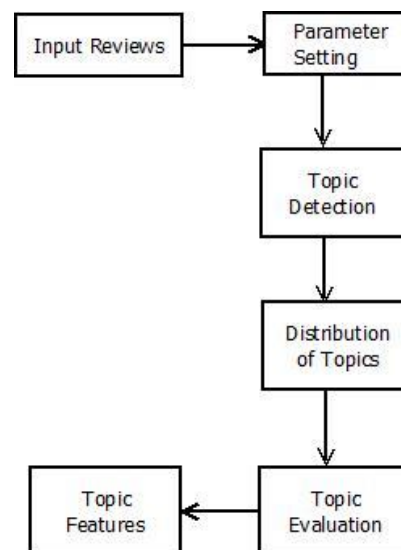 Input Reviews
Parameter
Setting
Topic
Detection
Distribution
of Topics
Topic
Evaluation
Topic
Features